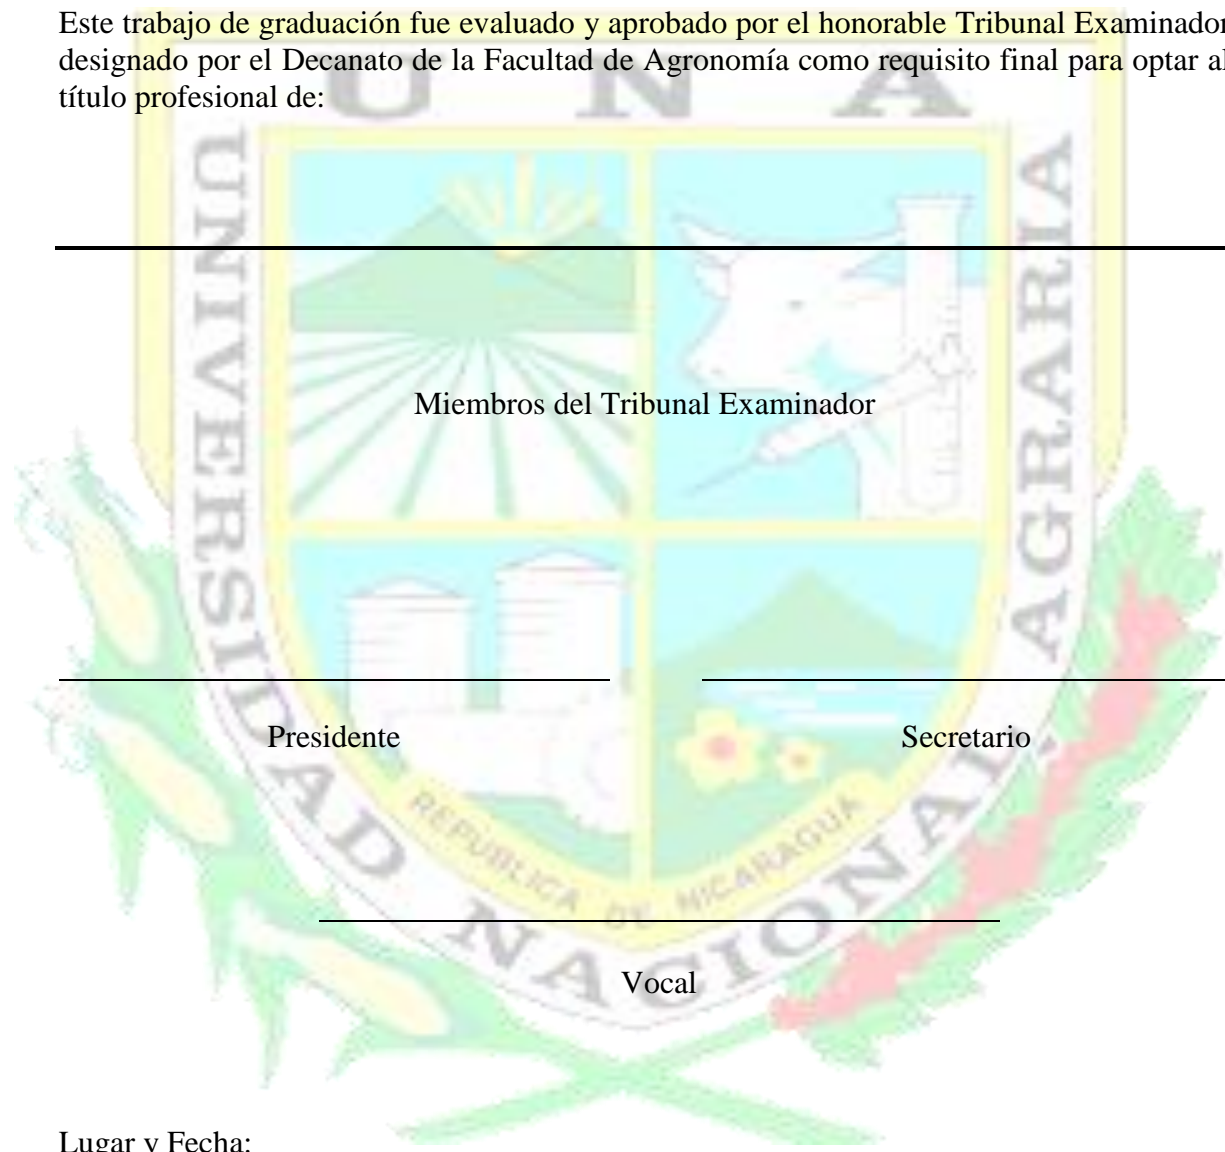 Este trabajo de graduación fue evaluado y aprobado por el honorable Tribunal Examinador
designado por el Decanato de la Facultad de Agronomía como requisito final para optar al
título profesional de:
U N A
UNIVERSIDAD NACIONAL AGRARIA
Miembros del Tribunal Examinador
Presidente
Secretario
REPÚBLICA DE NICARAGUA
Vocal
Lugar y Fecha: